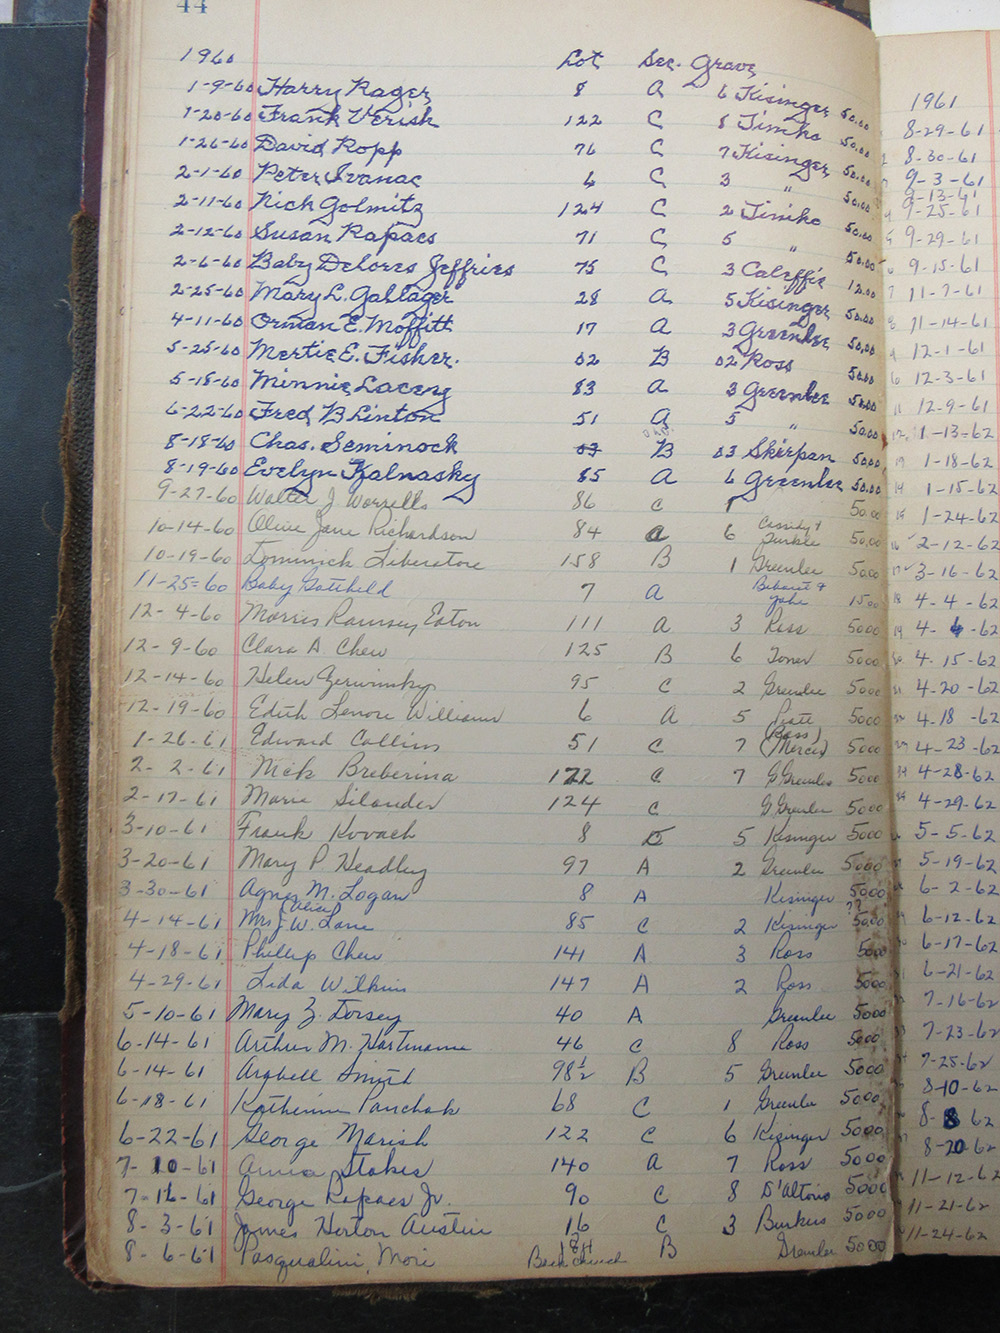 44
1960 Lot Sec. Grave
1-9-60 Harry Rager 8 A 6 Kisinger 50.00
1-20-60 Frank Verish 122 C 8 Timko 50.00
1-26-60 David Ropp 76 C 7 Kisinger 50.00
2-1-60 Peter Ivanac 6 C 3 " 50.00
2-11-60 Nick Golmitz 124 C 2 Timko 50.00
2-12-60 Susan Rapacs 71 C 5 " 50.00
2-6-60 Baby Delores Jeffries 75 C 3 12.00
2-25-60 Mary L. Gallager 28 A 5 Kisinger 50.00
4-11-60 Orman E. Moffitt 17 A 3 Greenlee 50.00
5-25-60 Mertie E. Fisher. 02 B 02 Ross 50.00
5-18-60 Minnie Laceny 83 A 3 Greenlee 50.00
6-22-60 Fred B Linton 51 A 5 " 50.00
8-18-60 Chas. Seminock 03 B 03 Skirpan 50.00
8-19-60 Evelyn Kalnasky 85 A 6 Greenlee 50.00
9-27-60 Walter J Worrells 86 C 1 50.00
10-14-60 Olive Jane Richardson 84 A 6 Cassidy & Turkle 50.00
10-19-60 Dominick Liberatore 158 B 1 Greenlee 50.00
11-25-60 Baby Gatcheld 7 A 15.00
12-4-60 Morris Ramsey Eaton 111 A 3 Ross 50.00
12-9-60 Clara A Chew 125 B 6 Toner 50.00
12-14-60 Helen Zerwinsky 95 C 2 Greenlee 50.00
12-19-60 Edith Lenore Williams 6 A 5 Piatt 50.00
1-26-61 Edward Collins 51 C 7 (Ross) (Mercer) 50.00
2-2-61 Nick Breberina 122 C 7 G Greenlee 50.00
2-17-61 Marie Silander 124 C G Greenlee 50.00
3-10-61 Frank Kovach 8 D 5 Kisinger 50.00
3-20-61 Mary P Headley 97 A 2 Greenlee 50.00
3-30-61 Agnes M. Logan 8 A Kisinger 50.00
4-14-61 Mrs J. W. Lane (Alice) 85 C 2 Kisinger ?? 50.00
4-18-61 Phillip Chew 141 A 3 Ross 50.00
4-29-61 Lida Wilkins 147 A 2 Ross 50.00
5-10-61 Mary Z. Dorsey 40 A Greenlee 50.00
6-14-61 Arthur M. Hartmann 46 C 8 Ross 50.00
6-14-61 Argbell Smith 98½ B 5 Greenlee 50.00
6-18-61 Katherine Panchak 68 C 1 Greenlee 50.00
6-22-61 George Marish 122 C 6 Kisinger 50.00
7-10-61 Anna Stokes 140 A 7 Ross 50.00
7-16-61 George Rapacs Jr. 90 C 8 D'Altorio 50.00
8-3-61 James Horton Austin 16 C 3 Burkus 50.00
8-6-61 Pasqualini, Mori 184 Back church B Greenlee 50.00
1961
8-29-61
8-30-61
9-3-61
9-13-61
9-25-61
9-29-61
9-15-61
11-7-61
11-14-61
12-1-61
12-3-61
12-9-61
1-13-62
1-18-62
1-15-62
1-24-62
2-12-62
3-16-62
4-4-62
4-6-62
4-15-62
4-20-62
4-18-62
4-23-62
4-28-62
4-29-62
5-5-62
5-19-62
6-2-62
6-12-62
6-17-62
6-21-62
7-16-62
7-23-62
7-25-62
8-10-62
8-8-62
8-20-62
11-12-62
11-21-62
11-24-62